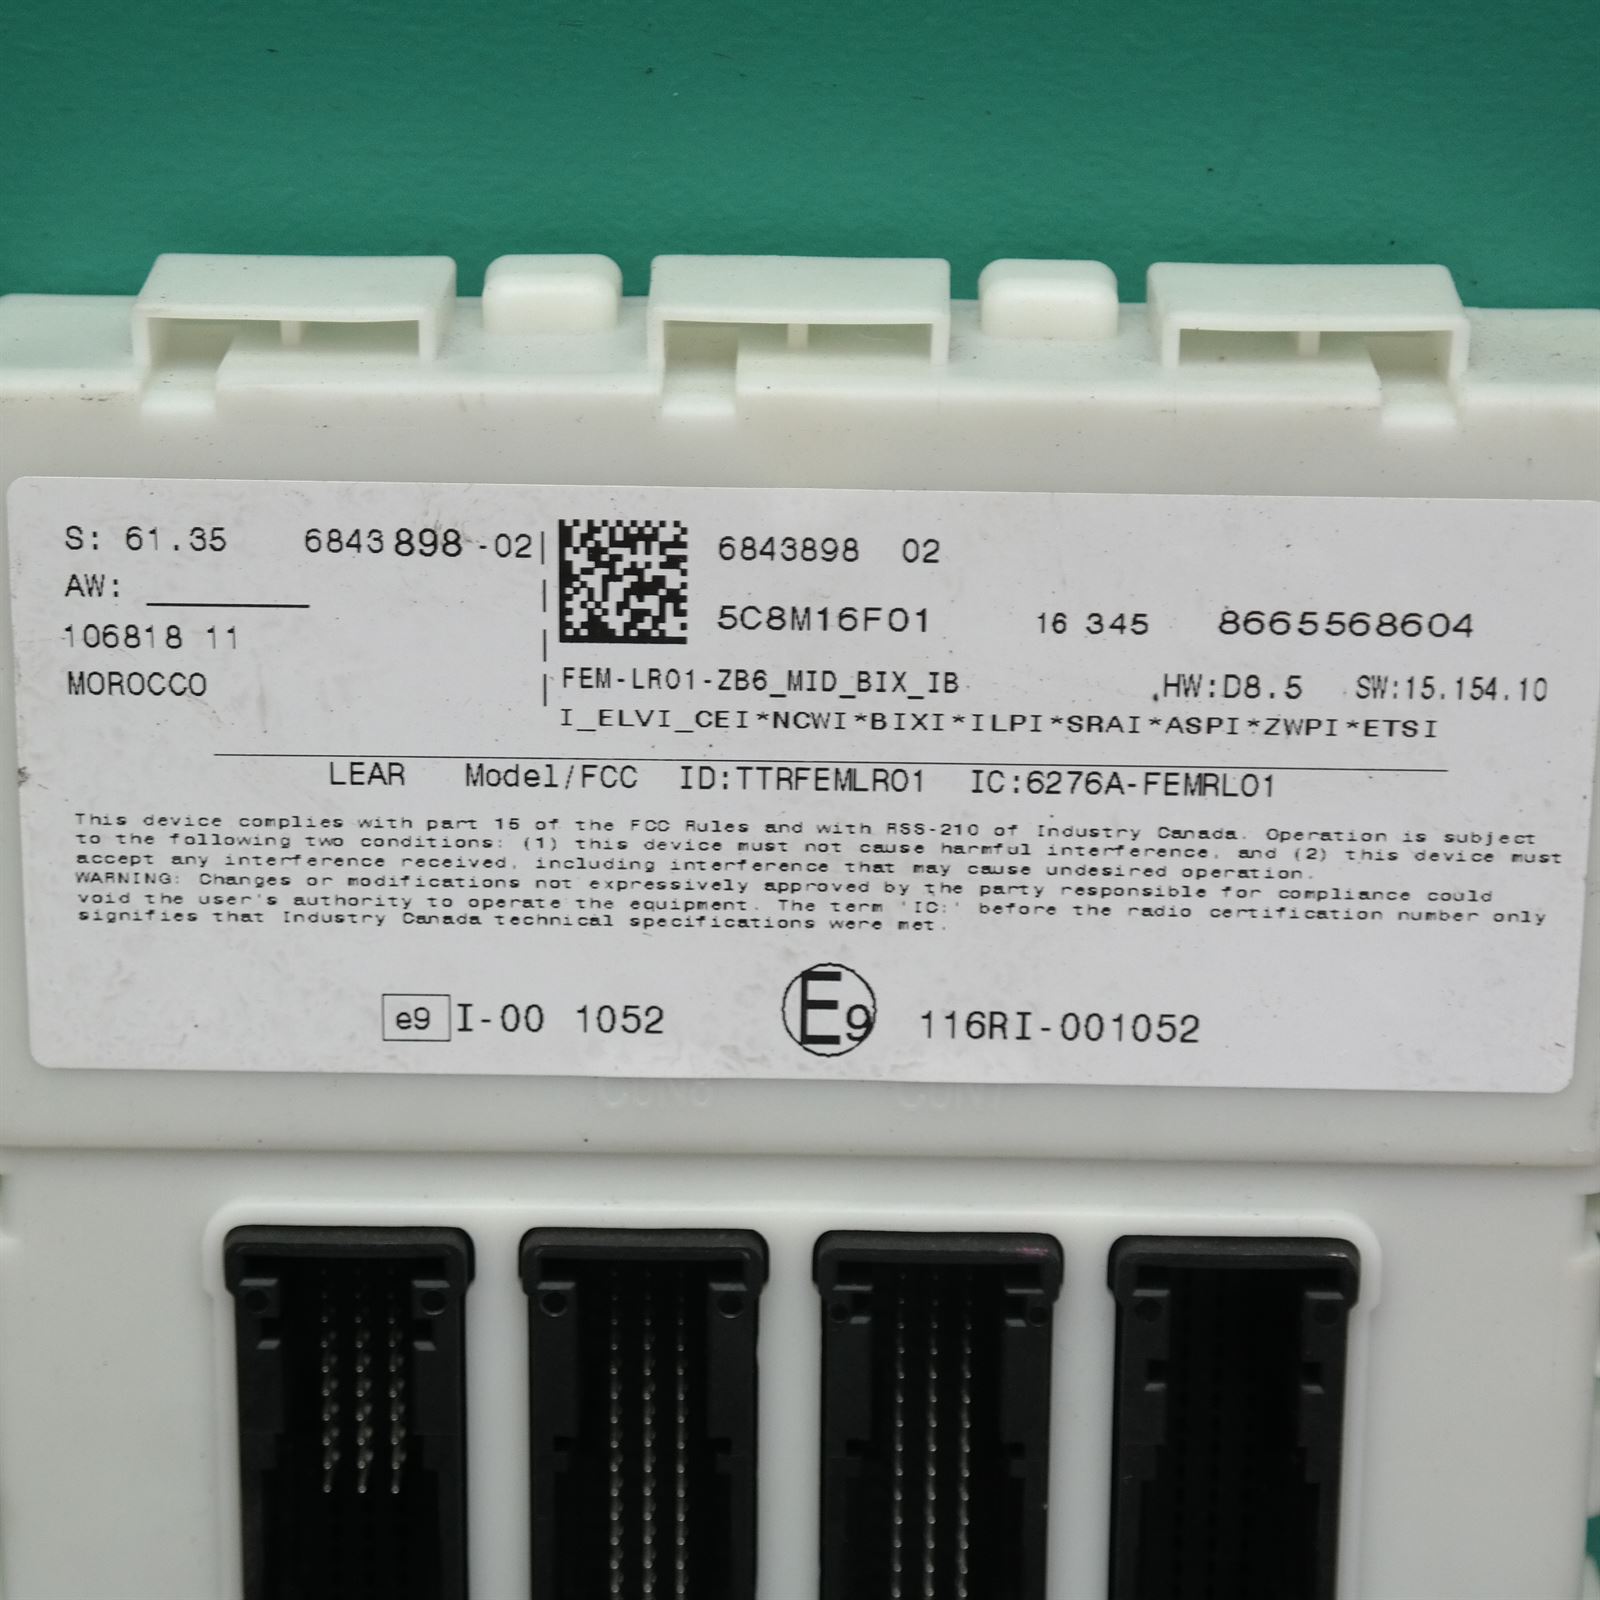 S: 61.35 6843898-02
AW:
106818 11
MOROCCO
6843898 02
5C8M16F01 16 345 8665568604
FEM-LR01-ZB6_MID_BIX_IB HW:D8.5 SW:15.154.10
I_ELVI_CEI*NCWI*BIXI*ILPI*SRAI*ASPI*ZWPI*ETSI
LEAR Model/FCC ID:TTRFEMLR01 IC:6276A-FEMRL01
This device complies with part 15 of the FCC Rules and with RSS-210 of Industry Canada. Operation is subject
to the following two conditions: (1) this device must not cause harmful interference, and (2) this device must
accept any interference received, including interference that may cause undesired operation.
WARNING: Changes or modifications not expressively approved by the party responsible for compliance could
void the user's authority to operate the equipment. The term 'IC:' before the radio certification number only
signifies that Industry Canada technical specifications were met.
e9 I-00 1052 E9 116RI-001052
CON6 CON7